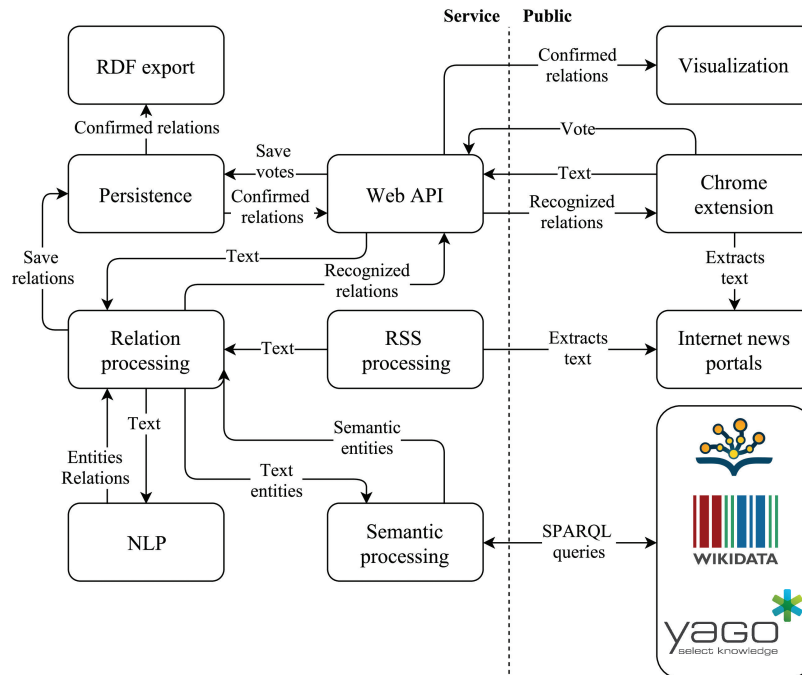 Service
Public
RDF export
Confirmed
relations
Visualization
Confirmed relations
Vote
Save
votes
Text
Persistence
Confirmed
relations
Web API
Recognized
relations
Chrome
extension
Save
relations
Text
Recognized
relations
Extracts
text
Relation
processing
Text
RSS
processing
Extracts
text
Internet news
portals
Text
Entities
Relations
Semantic
entities
Text
entities
NLP
Semantic
processing
SPARQL
queries
WIKIDATA
yAGO
select knowledge